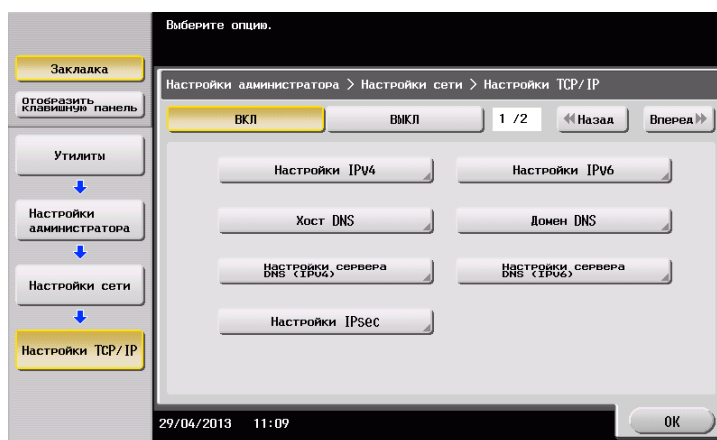 Выберите опцию.
Закладка
Отобразить
клавишную панель
Утилиты
Настройки
администратора
Настройки сети
Настройки TCP/IP
Настройки администратора > Настройки сети > Настройки TCP/IP
ВКЛ
ВЫКЛ
1 /2
Назад
Вперед
Настройки IPv4
Настройки IPv6
Хост DNS
Домен DNS
Настройки сервера
DNS (IPv4)
Настройки сервера
DNS (IPv6)
Настройки IPsec
29/04/2013 11:09
OK